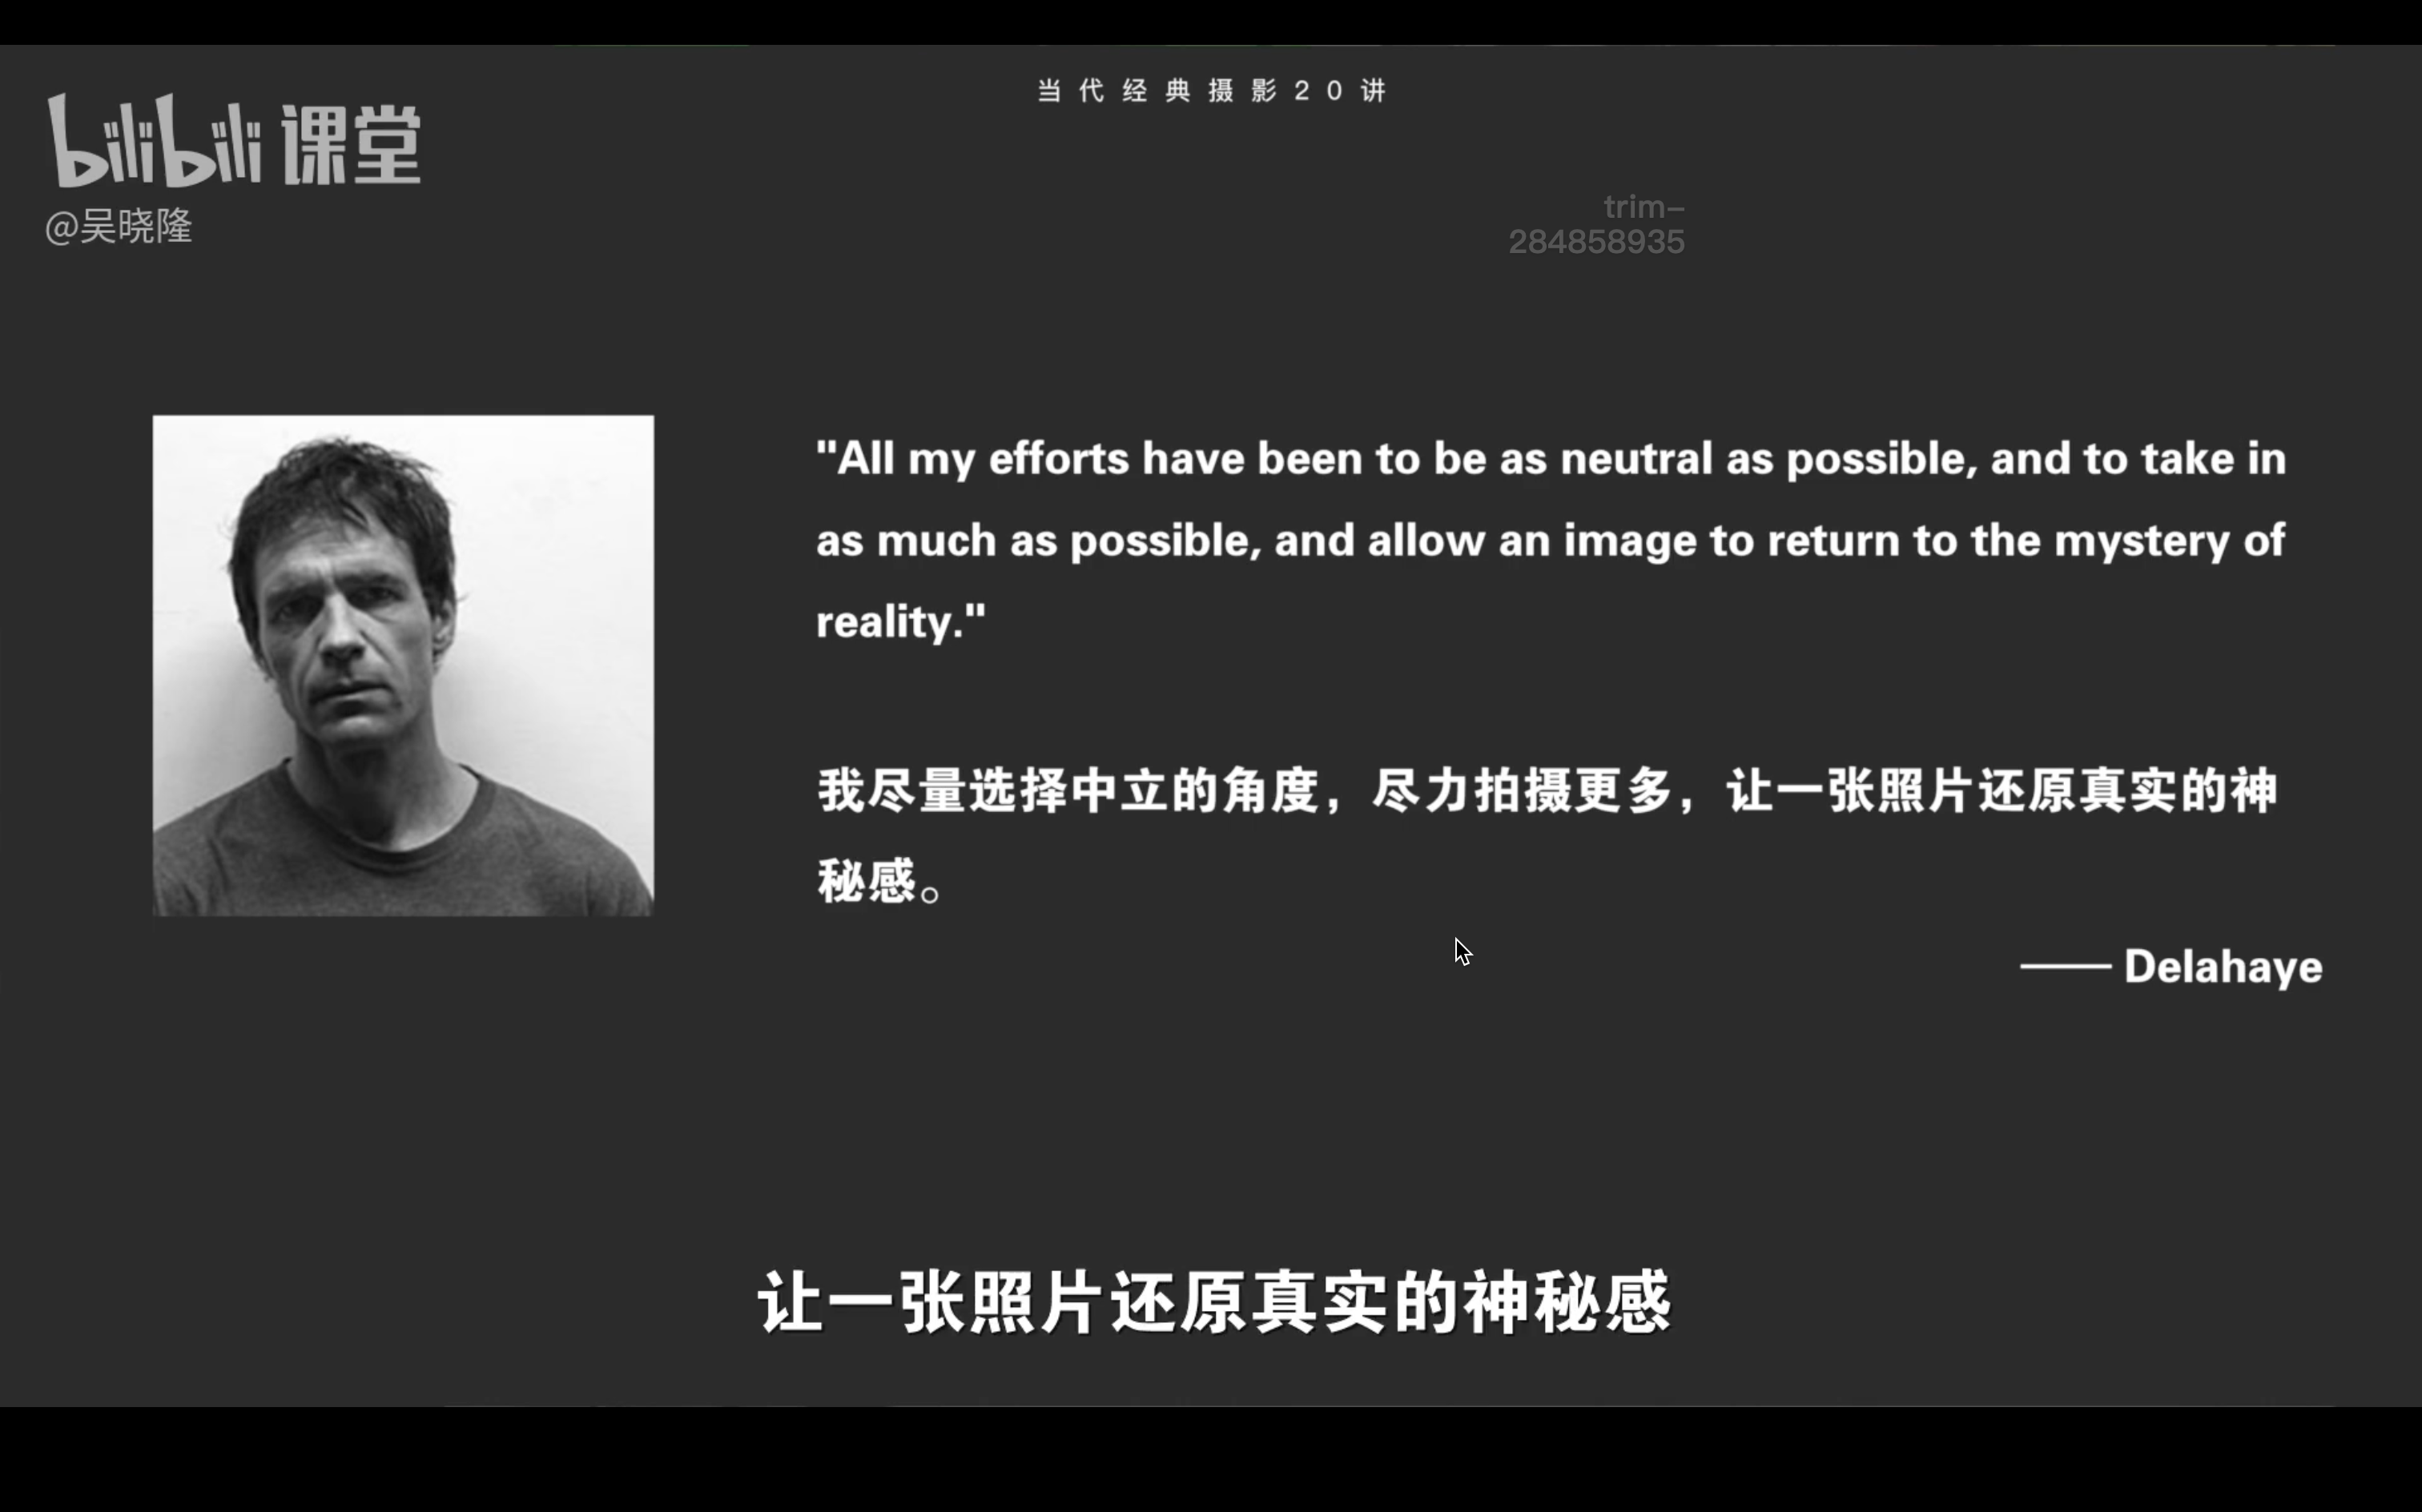 当代经典摄影20讲
bilibili 课堂
@吴晓隆
trim-
284858935
"All my efforts have been to be as neutral as possible, and to take in
as much as possible, and allow an image to return to the mystery of
reality."
我尽量选择中立的角度，尽力拍摄更多，让一张照片还原真实的神
秘感。
—— Delahaye
让一张照片还原真实的神秘感